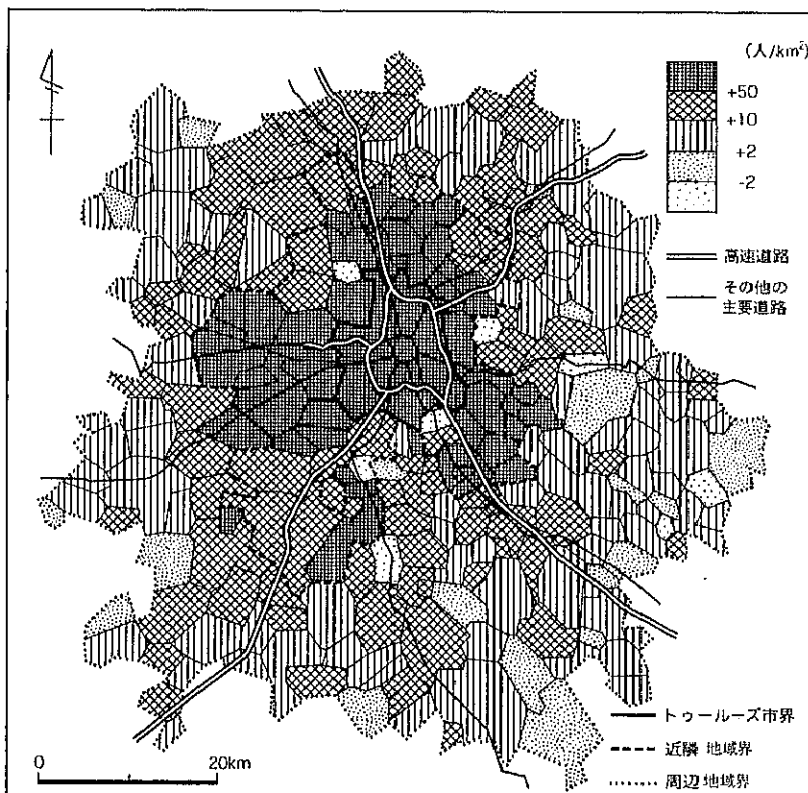 (人/km²)
+50
+10
+2
-2
高速道路
その他の
主要道路
トゥールーズ市界
近隣地域界
周辺地域界
0
20km